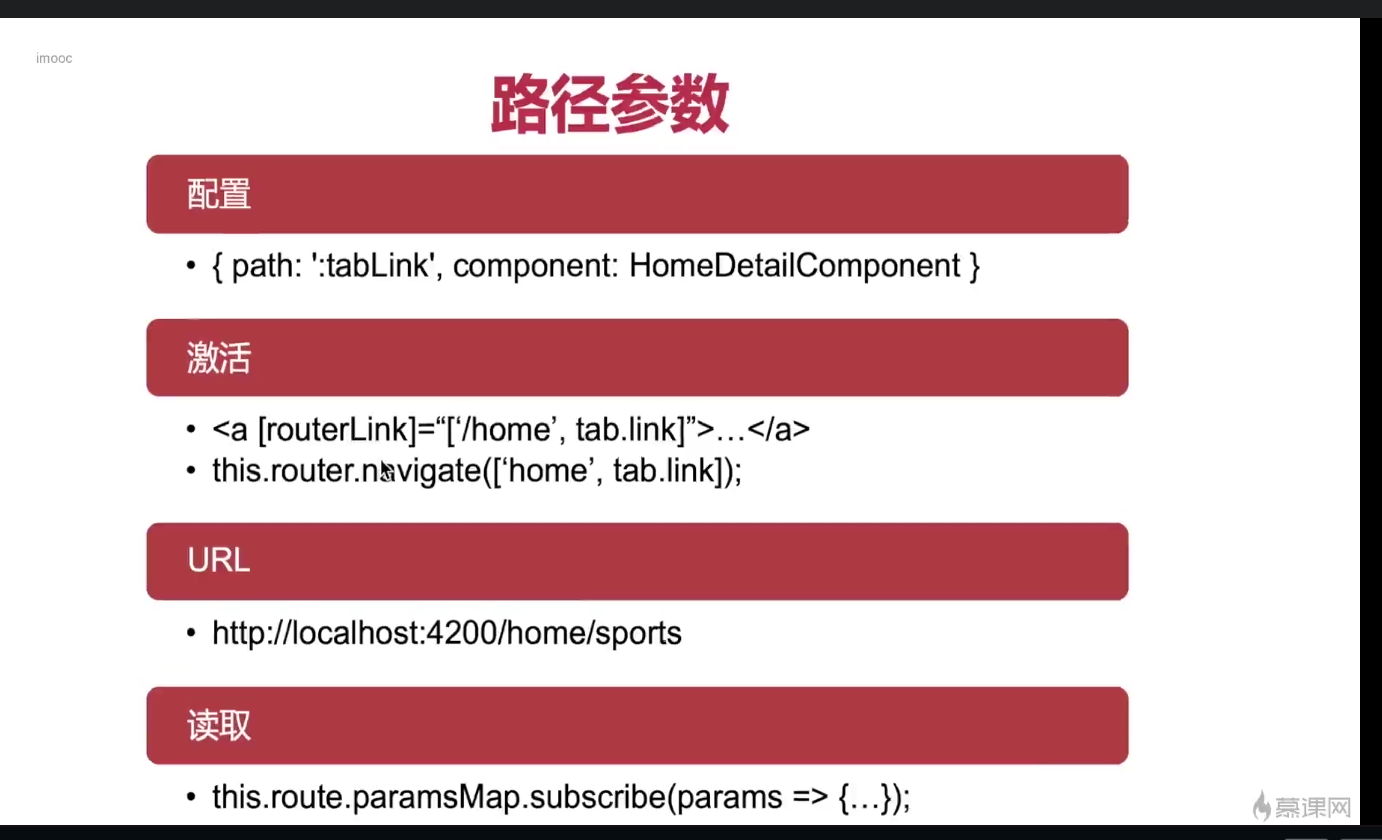 imooc
路径参数
配置
• { path: ':tabLink', component: HomeDetailComponent }
激活
• <a [routerLink]=“[‘/home’, tab.link]”>…</a>
• this.router.navigate([‘home’, tab.link]);
URL
• http://localhost:4200/home/sports
读取
• this.route.paramsMap.subscribe(params => {…});
慕课网